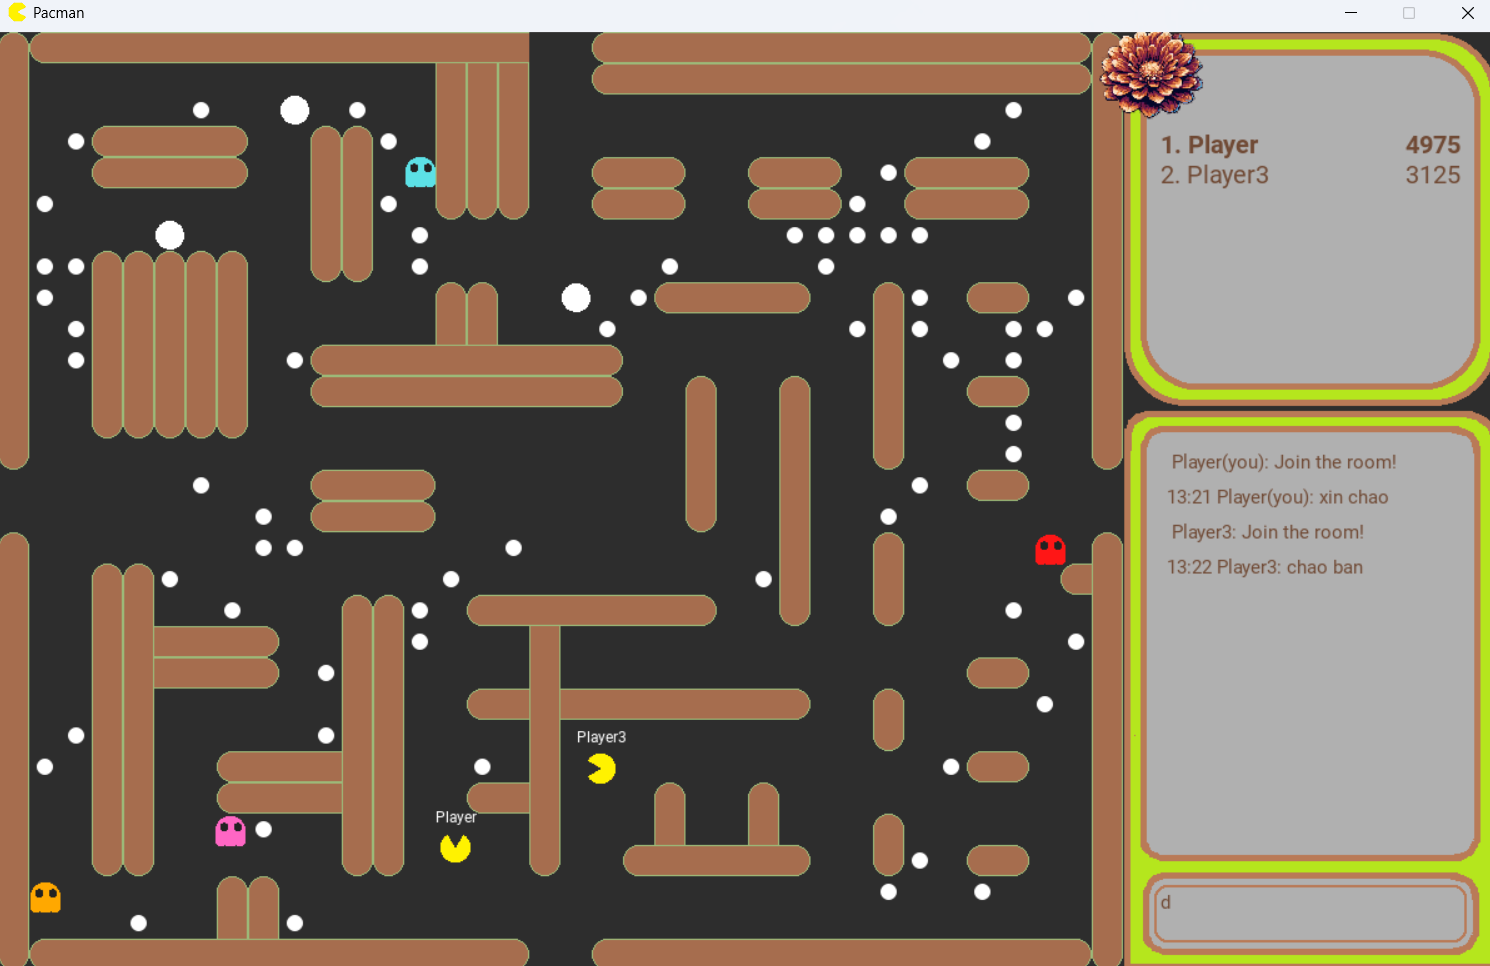 Pacman
1. Player 4975
2. Player3 3125
Player(you): Join the room!
13:21 Player(you): xin chao
Player3: Join the room!
13:22 Player3: chao ban
Player3
Player
d